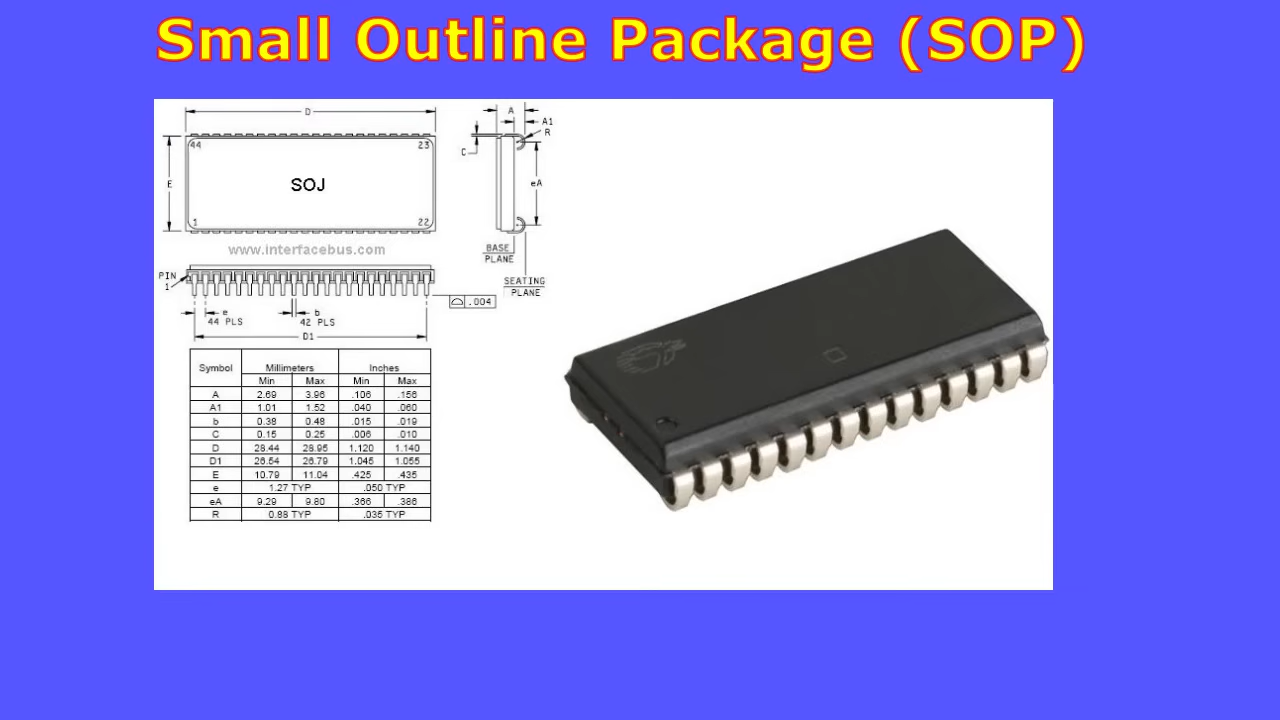 Small Outline Package (SOP)
D
A
A1
R
C
44
23
E
SOJ
eA
1
22
www.interfacebus.com
BASE
PLANE
PIN
1
SEATING
PLANE
.004
e
b
44 PLS
42 PLS
D1
Symbol Millimeters Inches
Min Max Min Max
A 2.69 3.96 .106 .156
A1 1.01 1.52 .040 .060
b 0.38 0.48 .015 .019
C 0.15 0.25 .006 .010
D 28.44 28.95 1.120 1.140
D1 26.54 26.79 1.045 1.055
E 10.79 11.04 .425 .435
e 1.27 TYP .050 TYP
eA 9.29 9.80 .366 .386
R 0.88 TYP .035 TYP